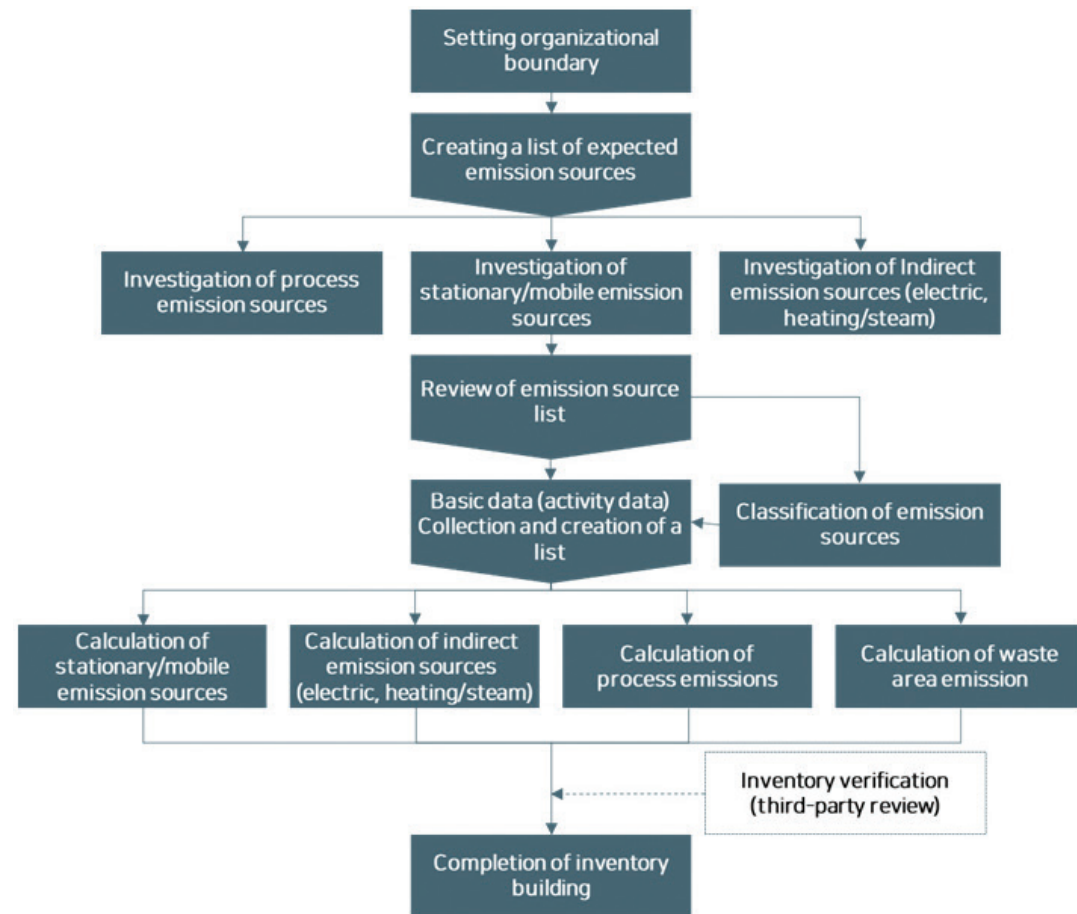 Setting organizational
boundary
Creating a list of expected
emission sources
Investigation of process
emission sources
Investigation of
stationary/mobile emission
sources
Investigation of Indirect
emission sources (electric,
heating/steam)
Review of emission source
list
Basic data (activity data)
Collection and creation of a
list
Classification of emission
sources
Calculation of
stationary/mobile
emission sources
Calculation of indirect
emission sources
(electric, heating/steam)
Calculation of
process emissions
Calculation of waste
area emission
Inventory verification
(third-party review)
Completion of inventory
building